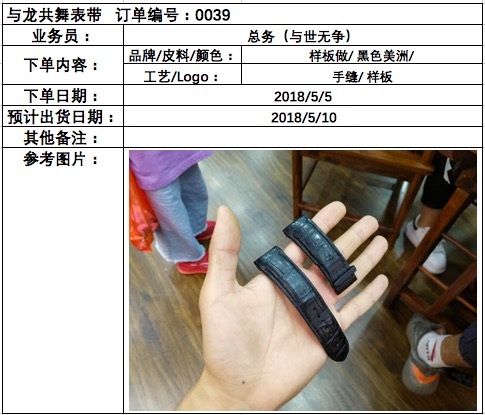 与龙共舞表带 订单编号：0039
业务员： 总务（与世无争）
下单内容： 品牌/皮料/颜色： 样板做/ 黑色美洲/
工艺/Logo： 手缝/ 样板
下单日期： 2018/5/5
预计出货日期： 2018/5/10
其他备注：
参考图片：